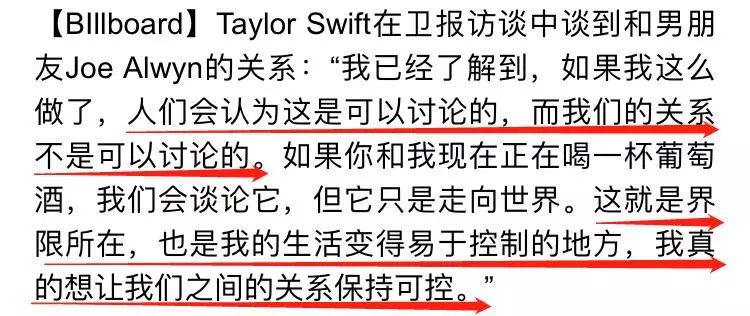 【BIllboard】Taylor Swift在卫报访谈中谈到和男朋
友Joe Alwyn的关系：“我已经了解到，如果我这么
做了，人们会认为这是可以讨论的，而我们的关系
不是可以讨论的。如果你和我现在正在喝一杯葡萄
酒，我们会谈论它，但它只是走向世界。这就是界
限所在，也是我的生活变得易于控制的地方，我真
的想让我们之间的关系保持可控。”